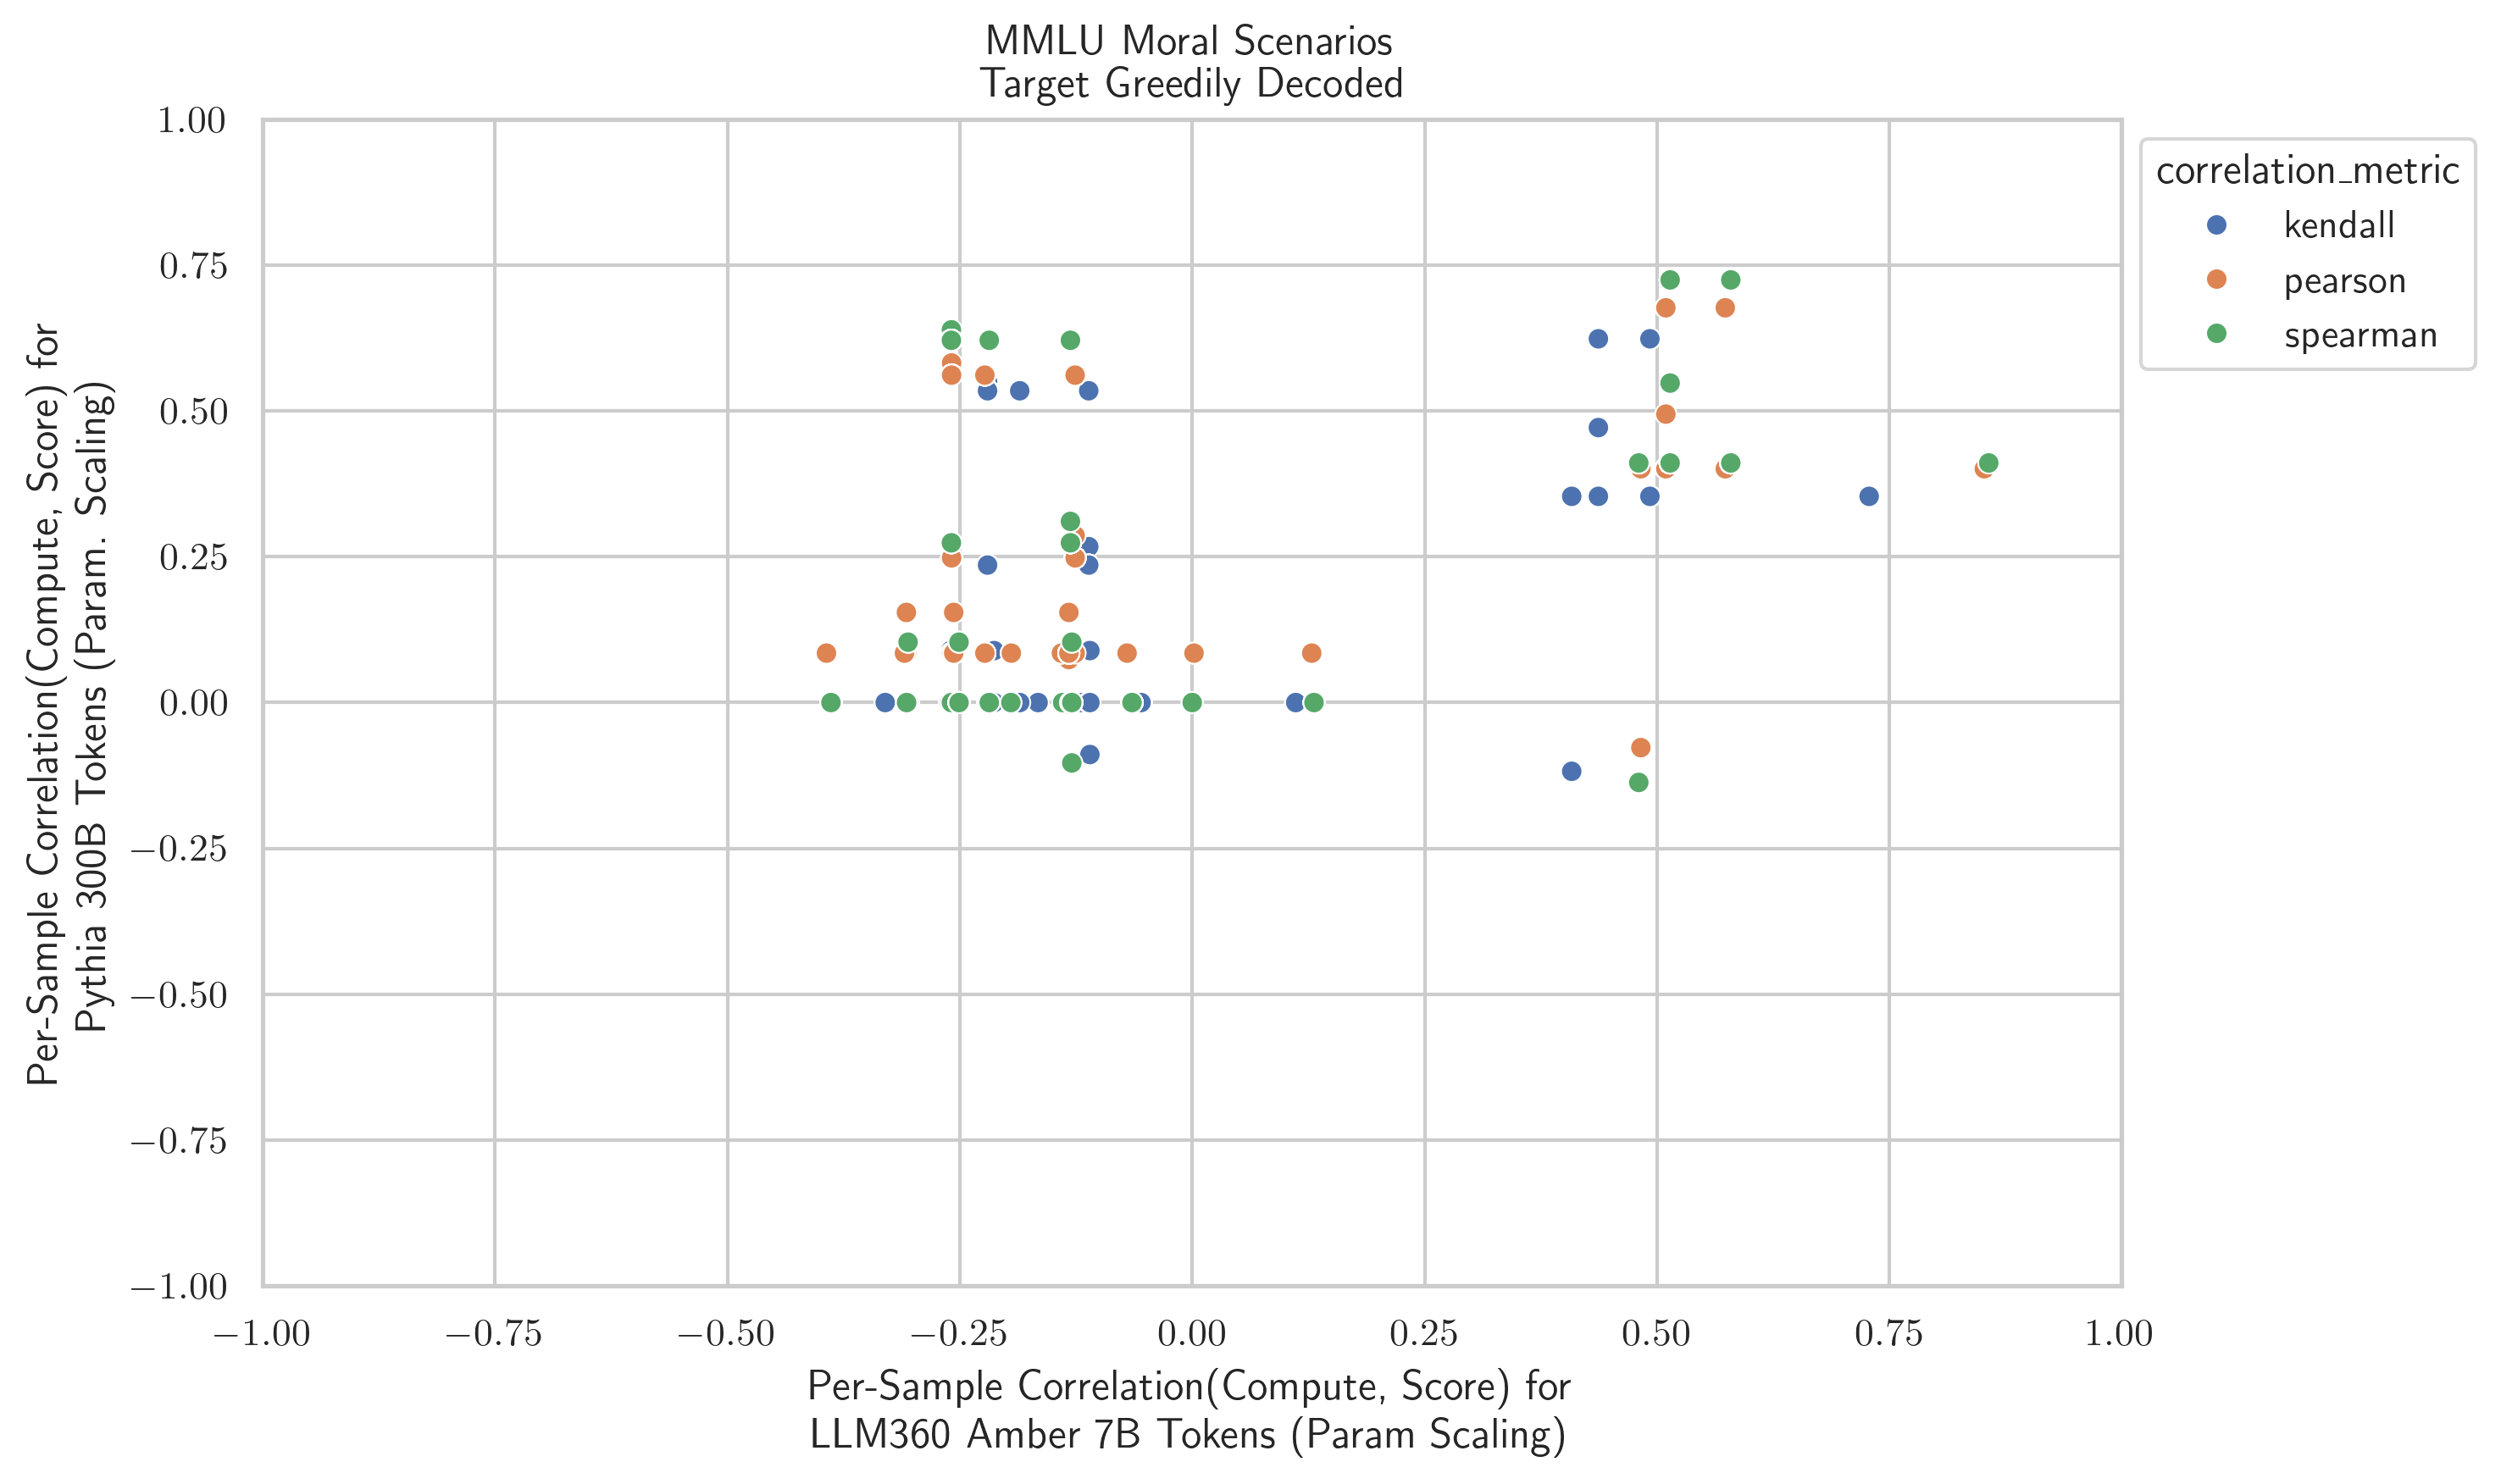 MMLU Moral Scenarios
Target Greedily Decoded
Per-Sample Correlation(Compute, Score) for
Pythia 300B Tokens (Param. Scaling)
1.00
0.75
0.50
0.25
0.00
−0.25
−0.50
−0.75
−1.00
correlation_metric
kendall
pearson
spearman
−1.00 −0.75 −0.50 −0.25 0.00 0.25 0.50 0.75 1.00
Per-Sample Correlation(Compute, Score) for
LLM360 Amber 7B Tokens (Param Scaling)